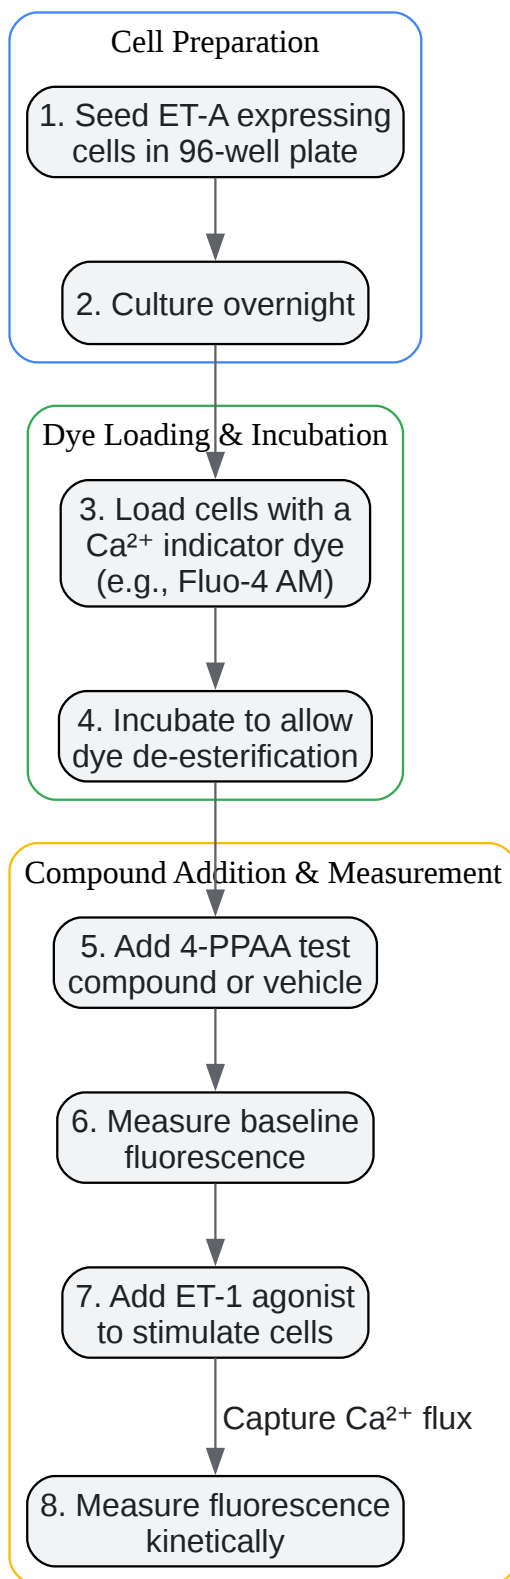 Cell Preparation
1. Seed ET-A expressing
cells in 96-well plate
2. Culture overnight
Dye Loading & Incubation
3. Load cells with a
Ca²⁺ indicator dye
(e.g., Fluo-4 AM)
4. Incubate to allow
dye de-esterification
Compound Addition & Measurement
5. Add 4-PPAA test
compound or vehicle
6. Measure baseline
fluorescence
7. Add ET-1 agonist
to stimulate cells
Capture Ca²⁺ flux
8. Measure fluorescence
kinetically